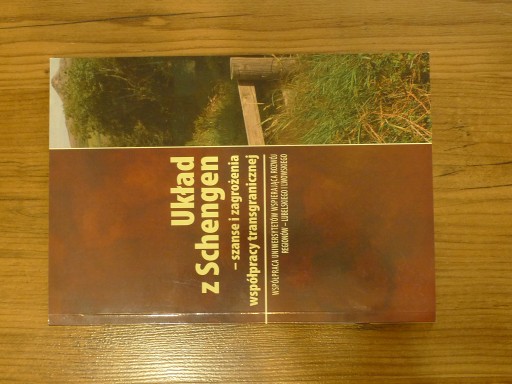 Układ
z Schengen
– szanse i zagrożenia
współpracy transgranicznej
WSPÓŁPRACA UNIWERSYTETÓW WSPIERAJĄCA ROZWÓJ
REGIONÓW – LUBELSKIEGO I LWOWSKIEGO